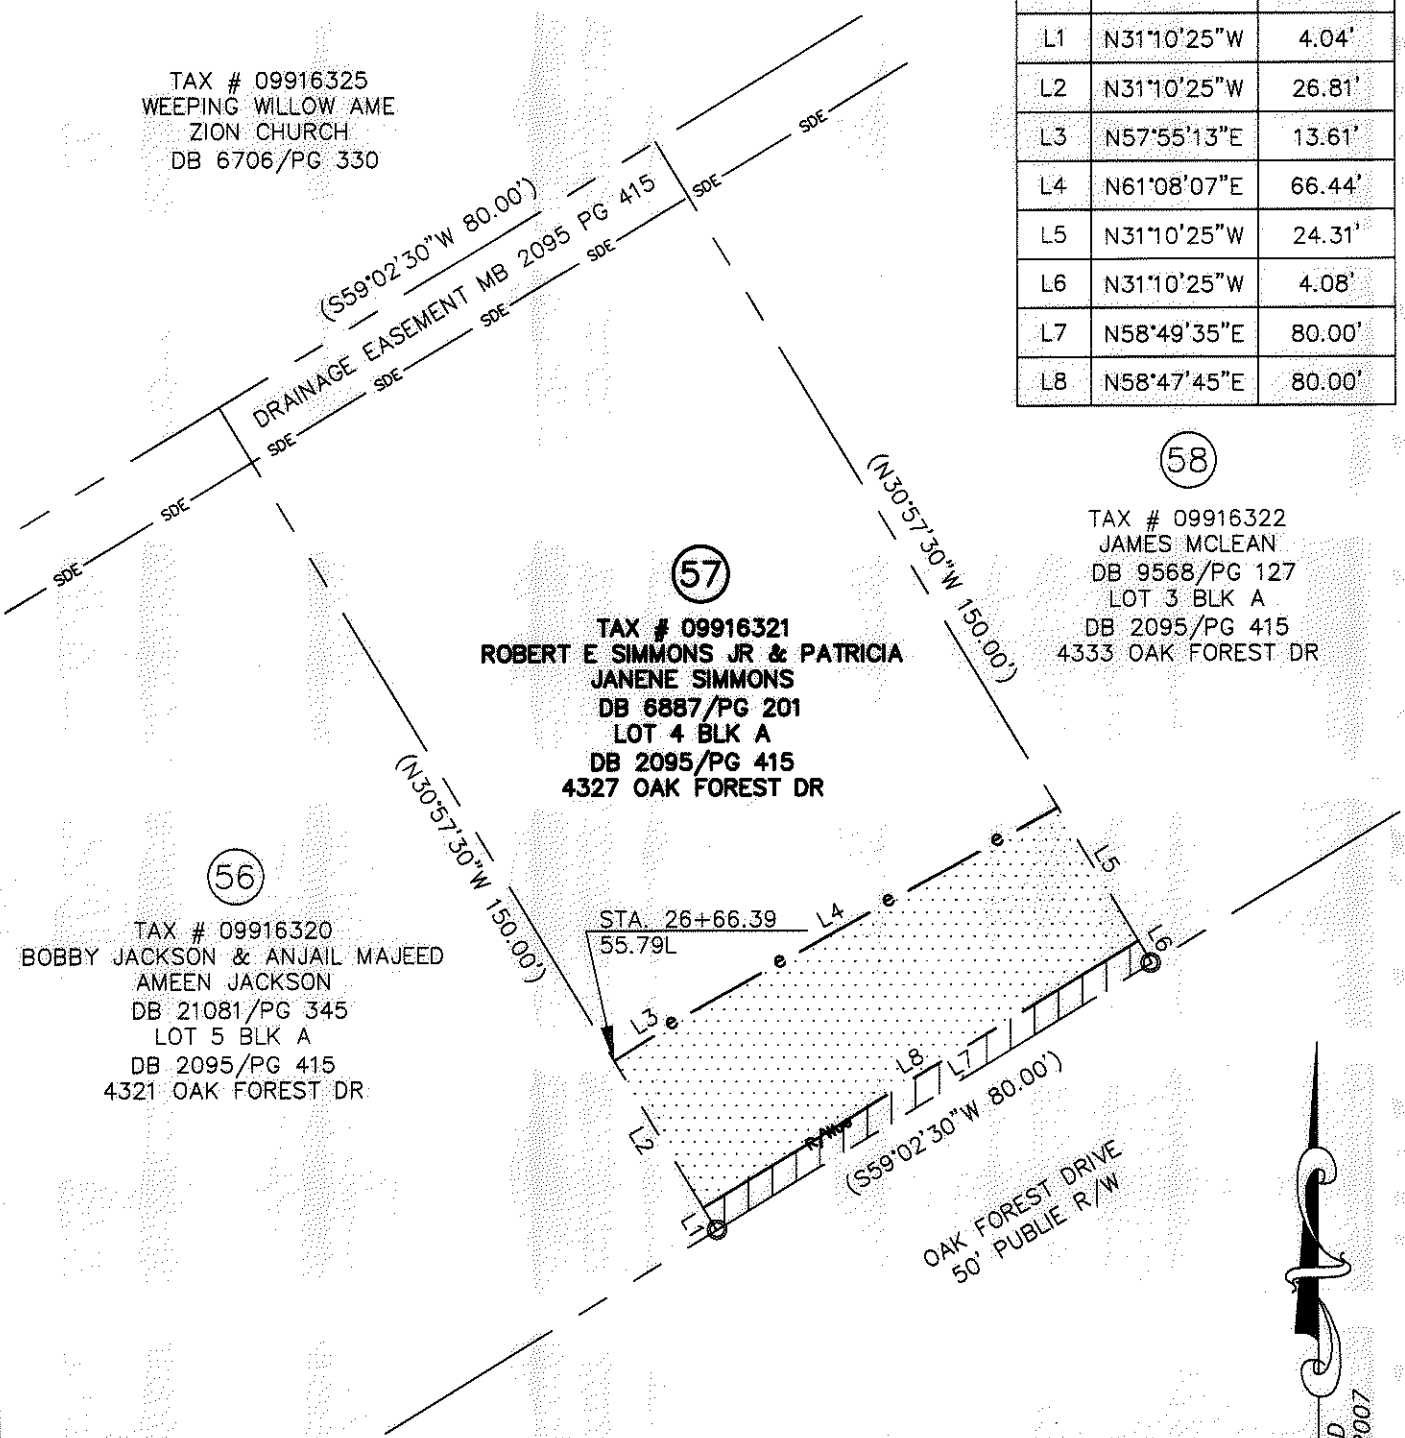 TAX # 09916325
WEEPING WILLOW AME
ZION CHURCH
DB 6706/PG 330
L1 N31°10'25"W 4.04'
L2 N31°10'25"W 26.81'
L3 N57°55'13"E 13.61'
L4 N61°08'07"E 66.44'
L5 N31°10'25"W 24.31'
L6 N31°10'25"W 4.08'
L7 N58°49'35"E 80.00'
L8 N58°47'45"E 80.00'
(S59°02'30"W 80.00')
DRAINAGE EASEMENT MB 2095 PG 415
SDE
SDE
SDE
SDE
SDE
SDE
SDE
SDE
58
TAX # 09916322
JAMES MCLEAN
DB 9568/PG 127
LOT 3 BLK A
DB 2095/PG 415
4333 OAK FOREST DR
(N30°57'30"W 150.00')
57
TAX # 09916321
ROBERT E SIMMONS JR & PATRICIA
JANENE SIMMONS
DB 6887/PG 201
LOT 4 BLK A
DB 2095/PG 415
4327 OAK FOREST DR
(N30°57'30"W 150.00')
56
TAX # 09916320
BOBBY JACKSON & ANJAIL MAJEED
AMEEN JACKSON
DB 21081/PG 345
LOT 5 BLK A
DB 2095/PG 415
4321 OAK FOREST DR
STA. 26+66.39
55.79L
L3
e
e
L4
e
e
L5
L6
L2
L1
L8
L7
(S59°02'30"W 80.00')
OAK FOREST DRIVE
50' PUBLIE R/W